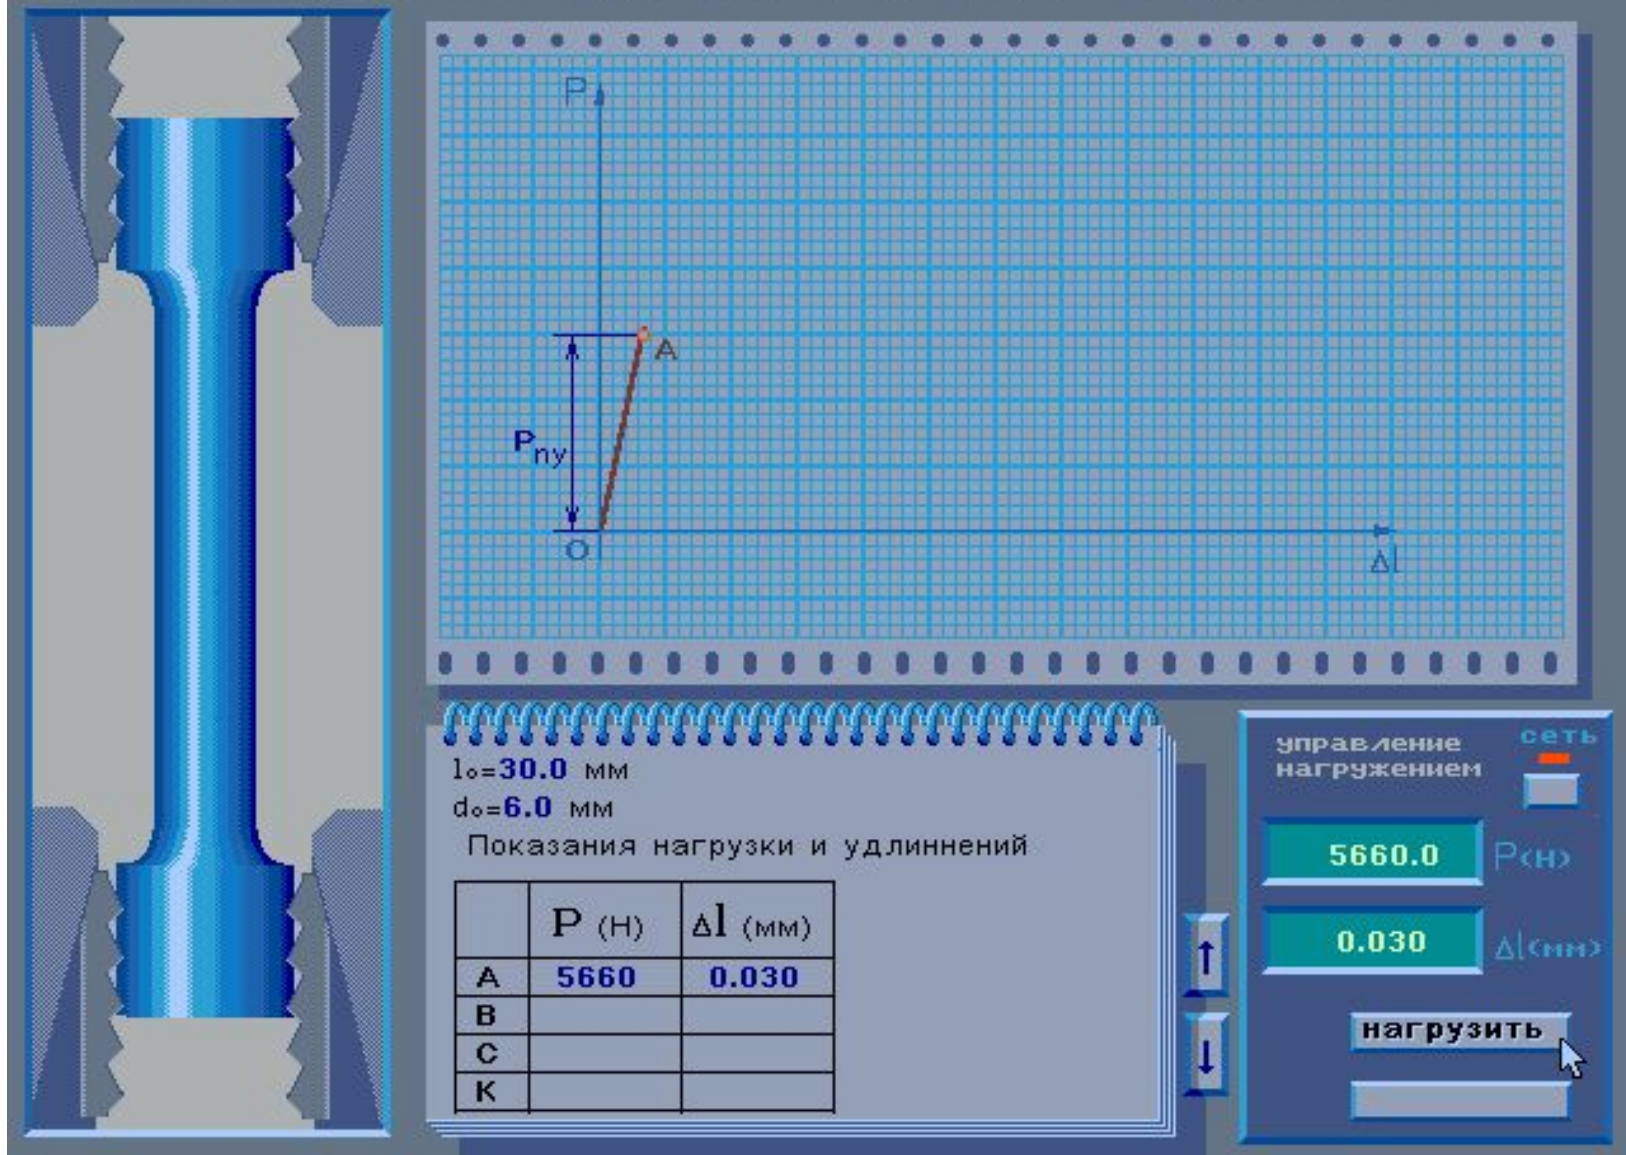 P
A
Pпу
O
Δl
l₀=30.0 мм
d₀=6.0 мм
Показания нагрузки и удлиннений
P (Н) Δl (мм)
A 5660 0.030
B
C
K
↑
↓
управление
нагружением
сеть
5660.0 P(Н)
0.030 Δl(мм)
нагрузить